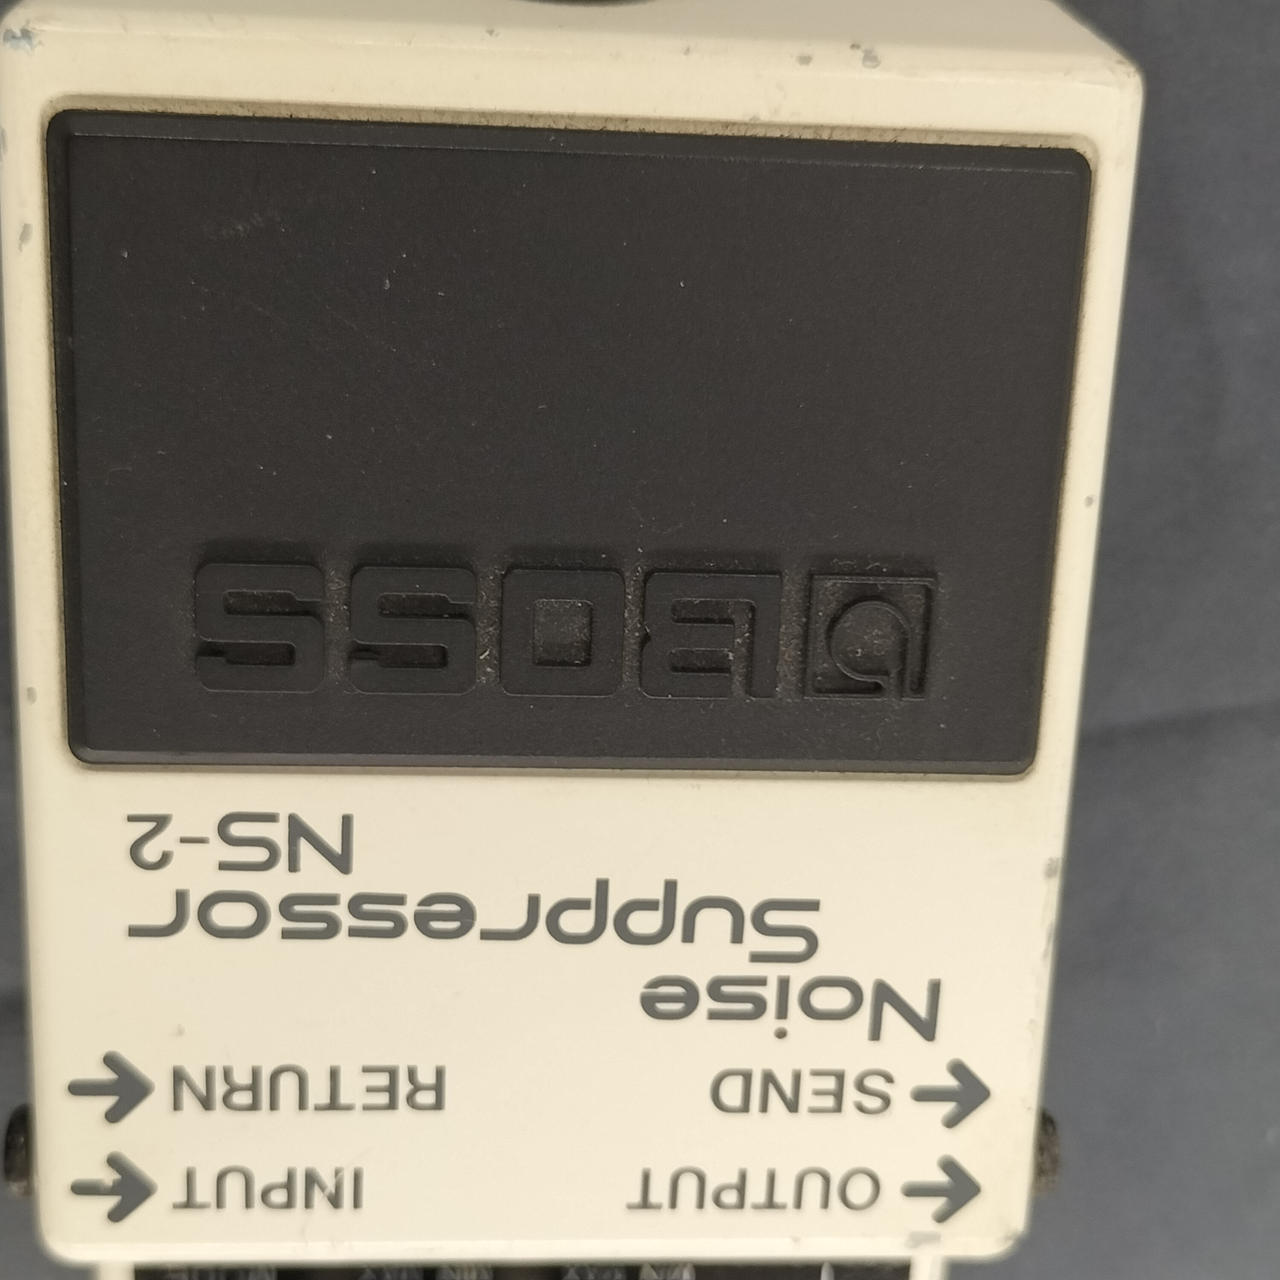 OUTPUT INPUT
SEND RETURN
Noise
Suppressor
NS-2
BOSS